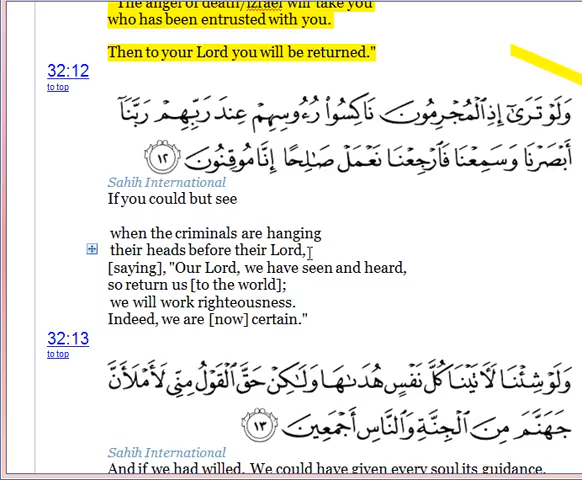 "The angel of death/Izrael will take you
who has been entrusted with you.
Then to your Lord you will be returned."
32:12
to top
وَلَوْ تَرَىٰٓ إِذِ ٱلْمُجْرِمُونَ نَاكِسُوا۟ رُءُوسِهِمْ عِندَ رَبِّهِمْ رَبَّنَآ
أَبْصَرْنَا وَسَمِعْنَا فَٱرْجِعْنَا نَعْمَلْ صَٰلِحًا إِنَّا مُوقِنُونَ ١٢
Sahih International
If you could but see
when the criminals are hanging
their heads before their Lord,
[saying], "Our Lord, we have seen and heard,
so return us [to the world];
we will work righteousness.
Indeed, we are [now] certain."
32:13
to top
وَلَوْ شِئْنَا لَءَاتَيْنَا كُلَّ نَفْسٍ هُدَىٰهَا وَلَٰكِنْ حَقَّ ٱلْقَوْلُ مِنِّى لَأَمْلَأَنَّ
جَهَنَّمَ مِنَ ٱلْجِنَّةِ وَٱلنَّاسِ أَجْمَعِينَ ١٣
Sahih International
And if we had willed, We could have given every soul its guidance,